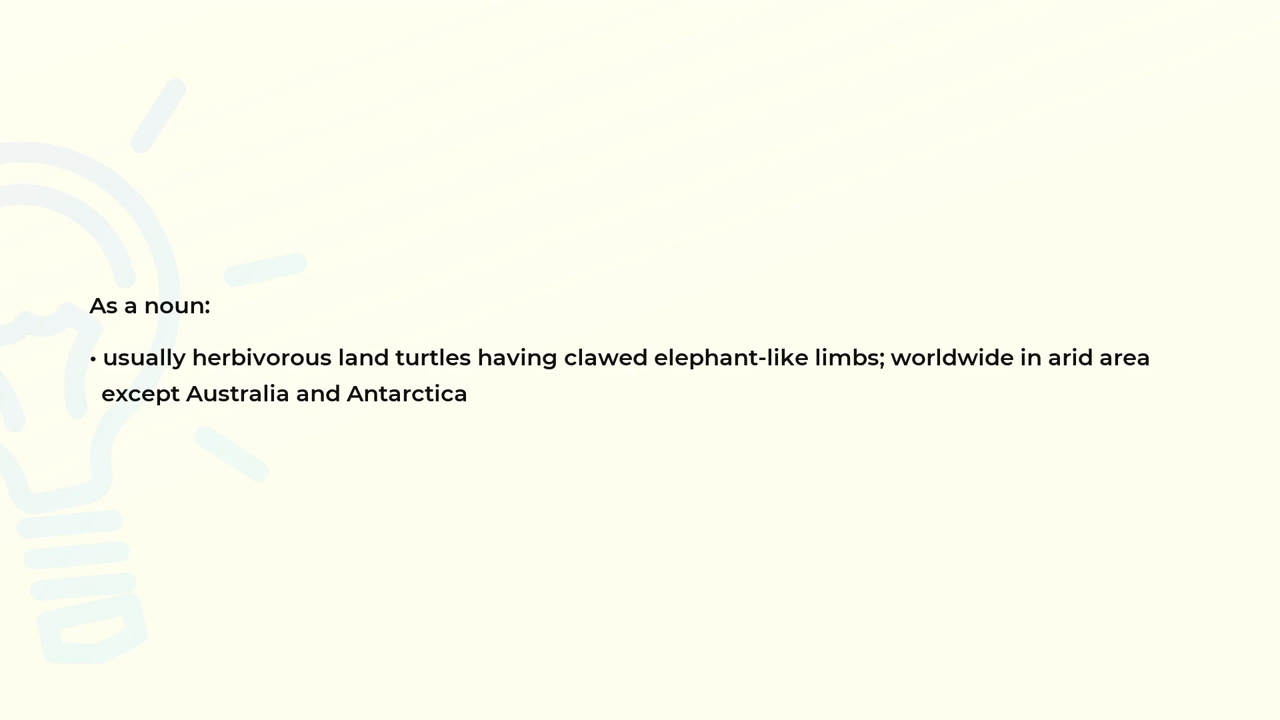 As a noun:
• usually herbivorous land turtles having clawed elephant-like limbs; worldwide in arid area
except Australia and Antarctica